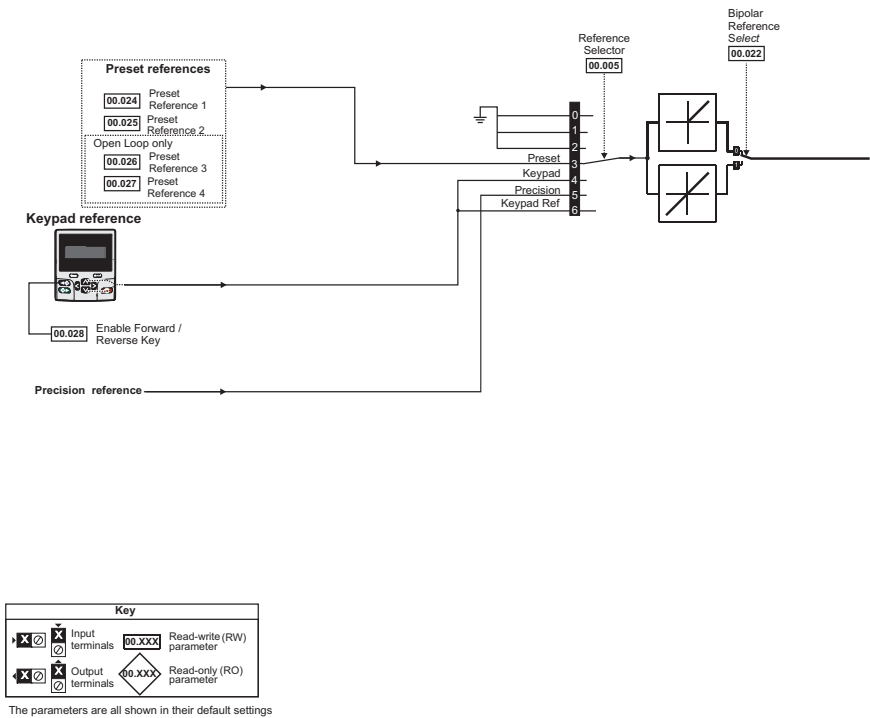 Bipolar
Reference
Select
00.022
Reference
Selector
00.005
Preset references
00.024
Preset
Reference 1
00.025
Preset
Reference 2
Open Loop only
00.026
Preset
Reference 3
00.027
Preset
Reference 4
0
1
2
Preset
3
Keypad
4
Precision
5
Keypad Ref
6
Keypad reference
00.028
Enable Forward /
Reverse Key
Precision reference
Key
X
X
Input
terminals
00.XXX
Read-write (RW)
parameter
X
X
Output
terminals
00.XXX
Read-only (RO)
parameter
The parameters are all shown in their default settings